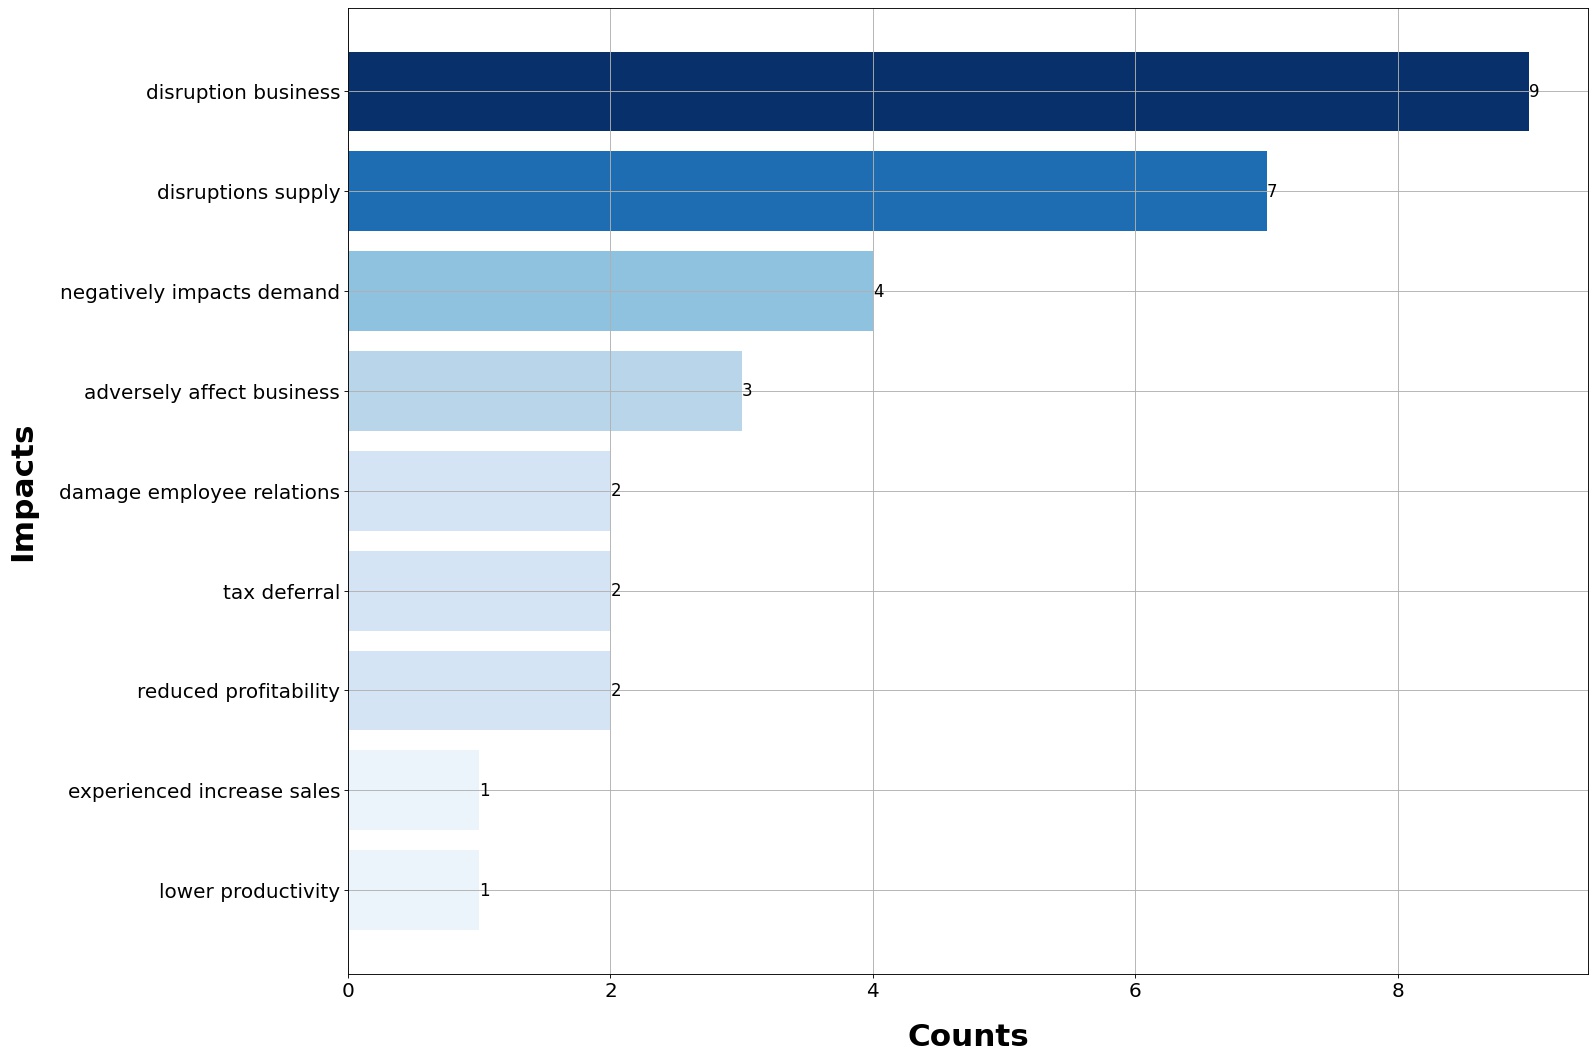 disruption business
9
disruptions supply
7
negatively impacts demand
4
adversely affect business
3
damage employee relations
2
tax deferral
2
reduced profitability
2
experienced increase sales
1
lower productivity
1
Impacts
0 2 4 6 8
Counts